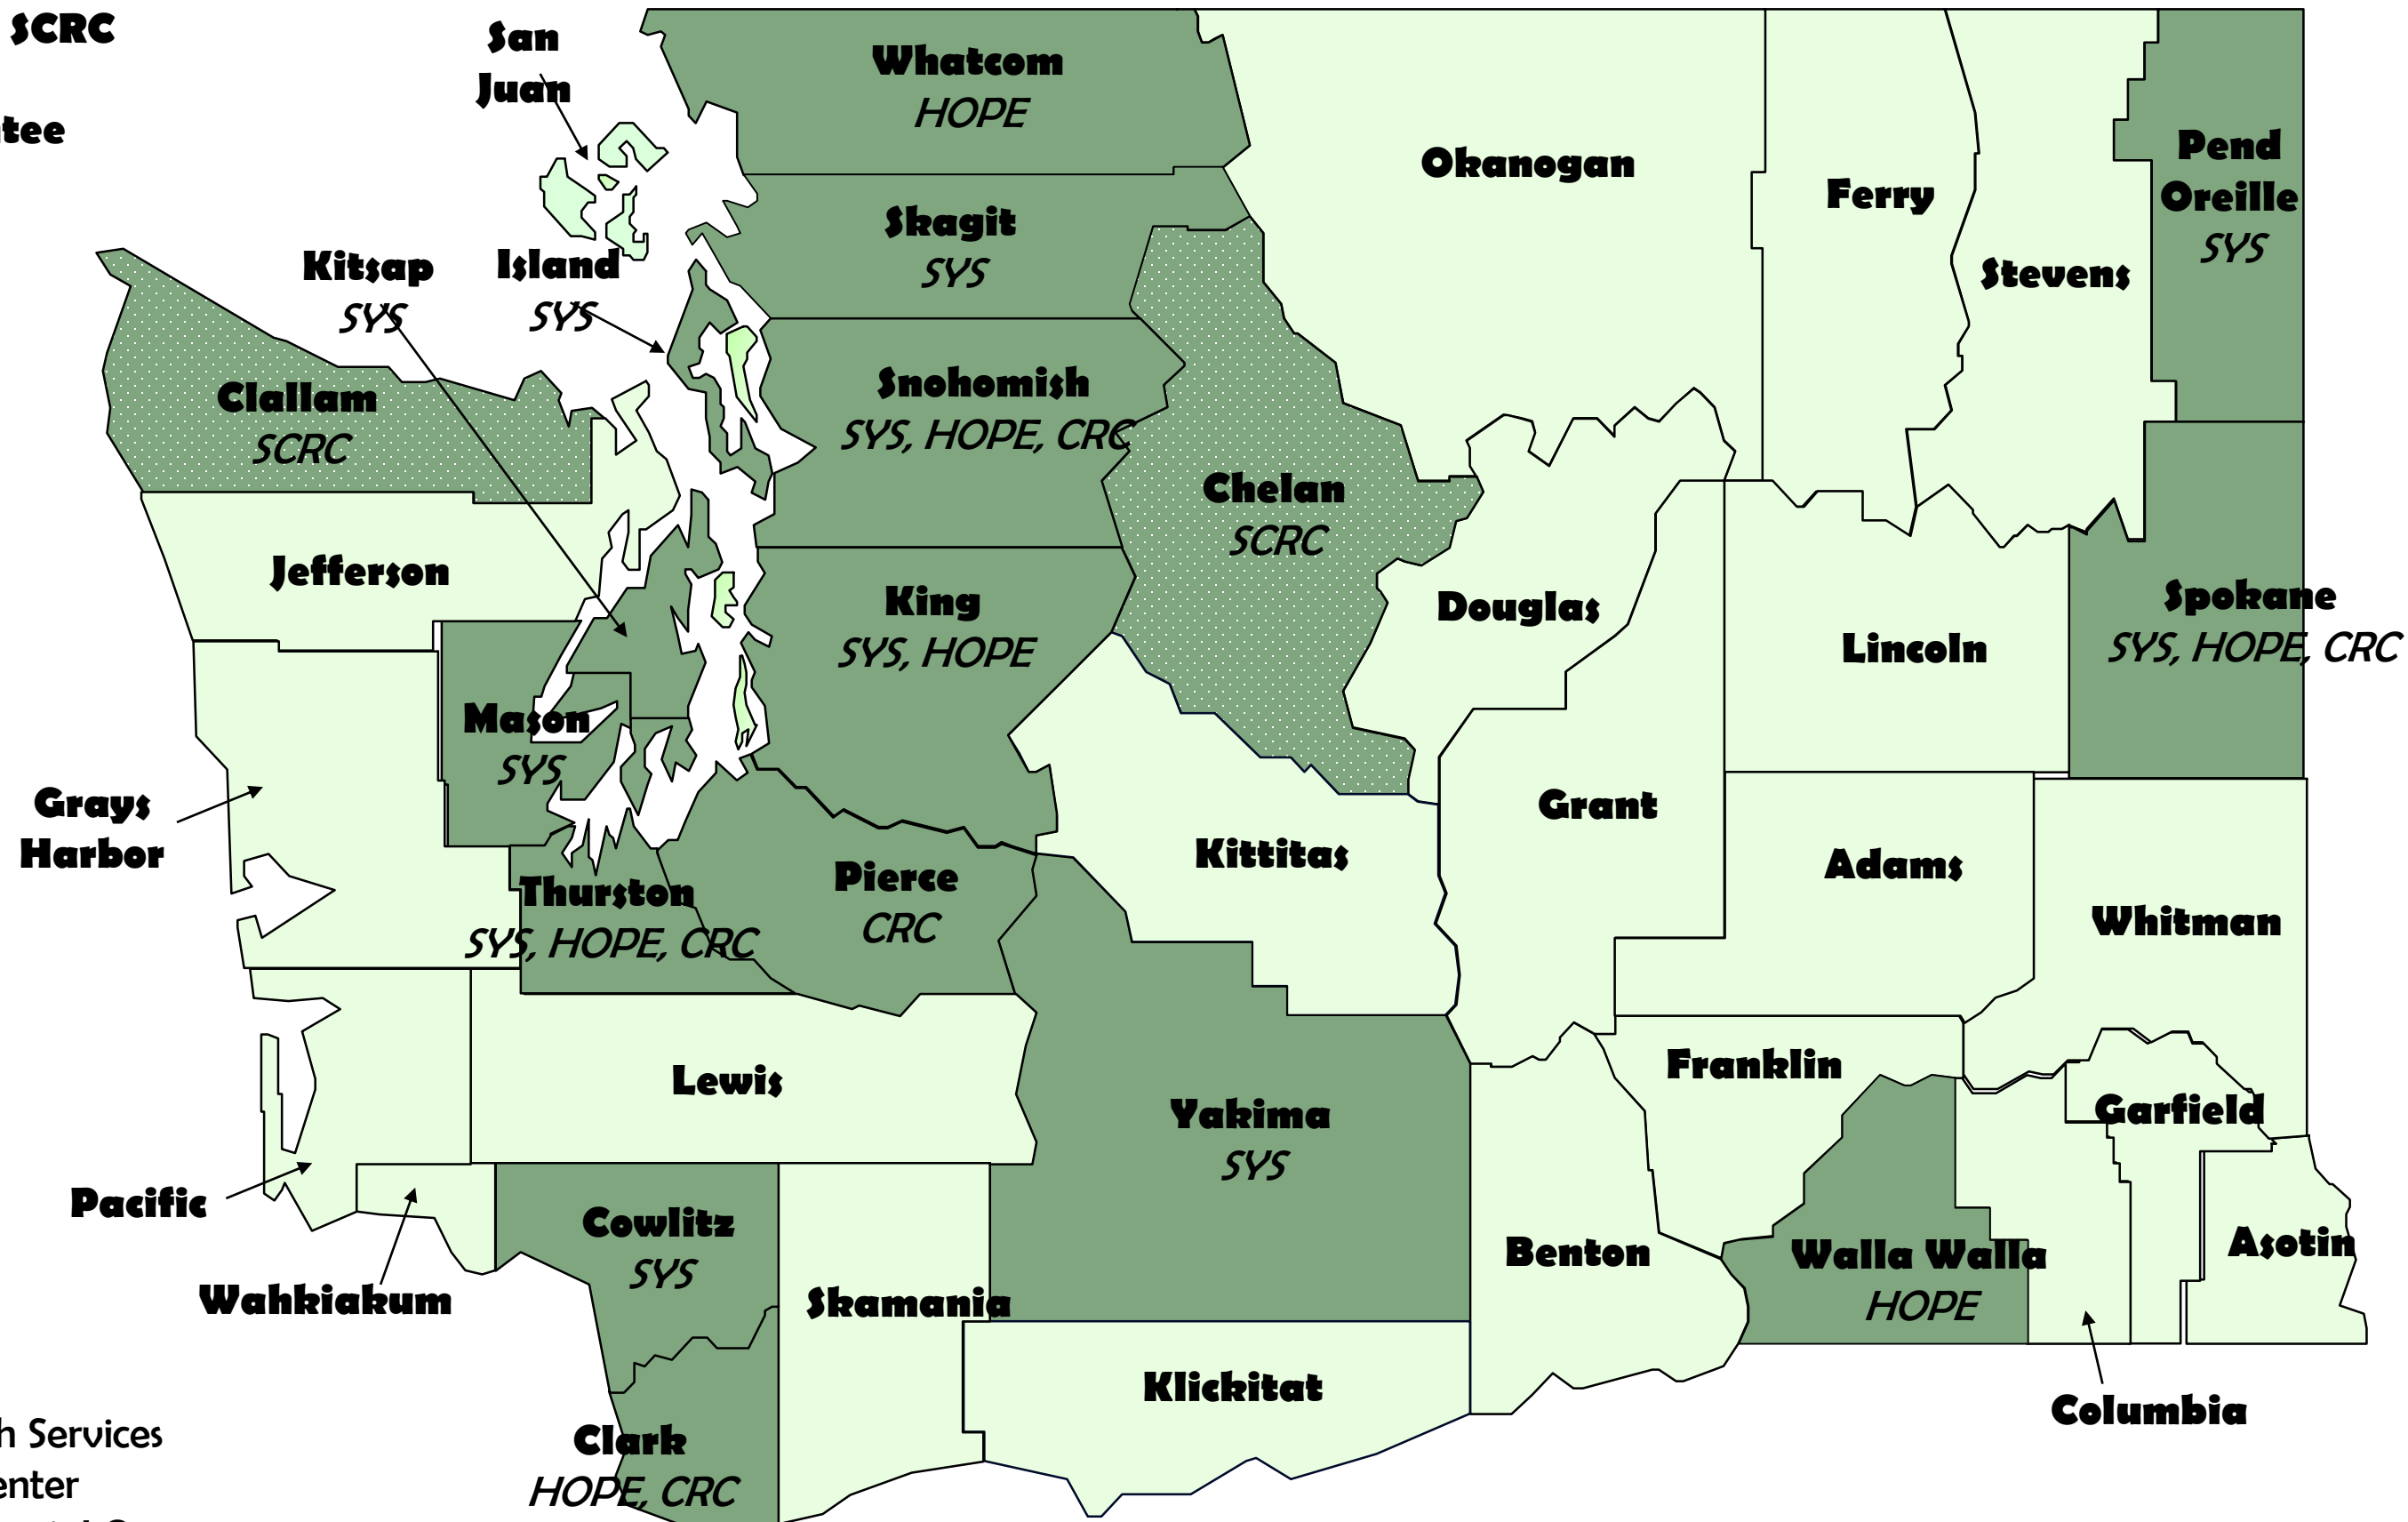 SCRC
San
Juan
Whatcom
HOPE
Okanogan
Ferry
Stevens
Pend
Oreille
SYS
Skagit
SYS
Kitsap
SYS
Island
SYS
Clallam
SCRC
Snohomish
SYS, HOPE, CRC
Chelan
SCRC
Jefferson
King
SYS, HOPE
Douglas
Lincoln
Spokane
SYS, HOPE, CRC
Mason
SYS
Grays
Harbor
Kittitas
Grant
Adams
Whitman
Thurston
SYS, HOPE, CRC
Pierce
CRC
Lewis
Yakima
SYS
Franklin
Garfield
Pacific
Wahkiakum
Cowlitz
SYS
Skamania
Benton
Walla Walla
HOPE
Asotin
Klickitat
Columbia
Clark
HOPE, CRC
Services